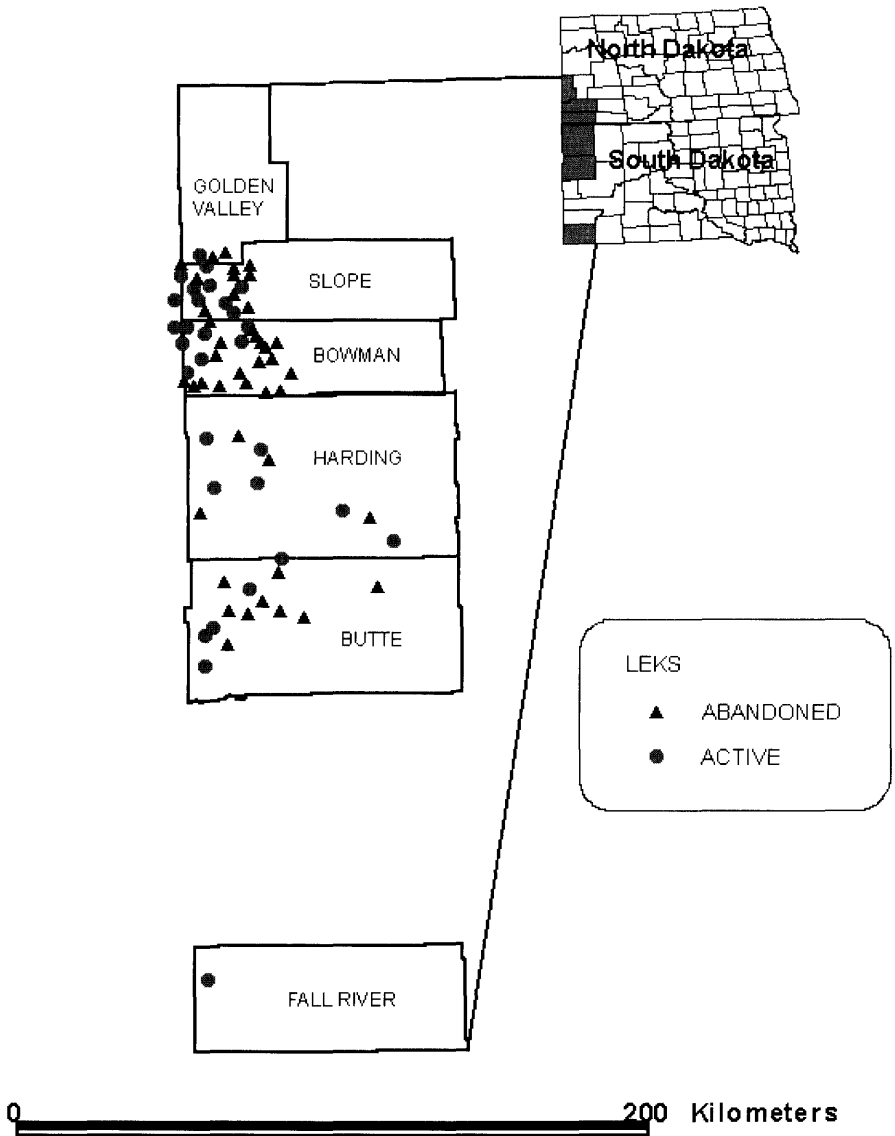 North Dakota
South Dakota
GOLDEN
VALLEY
SLOPE
BOWMAN
HARDING
BUTTE
LEKS
ABANDONED
ACTIVE
FALL RIVER
0 200 Kilometers